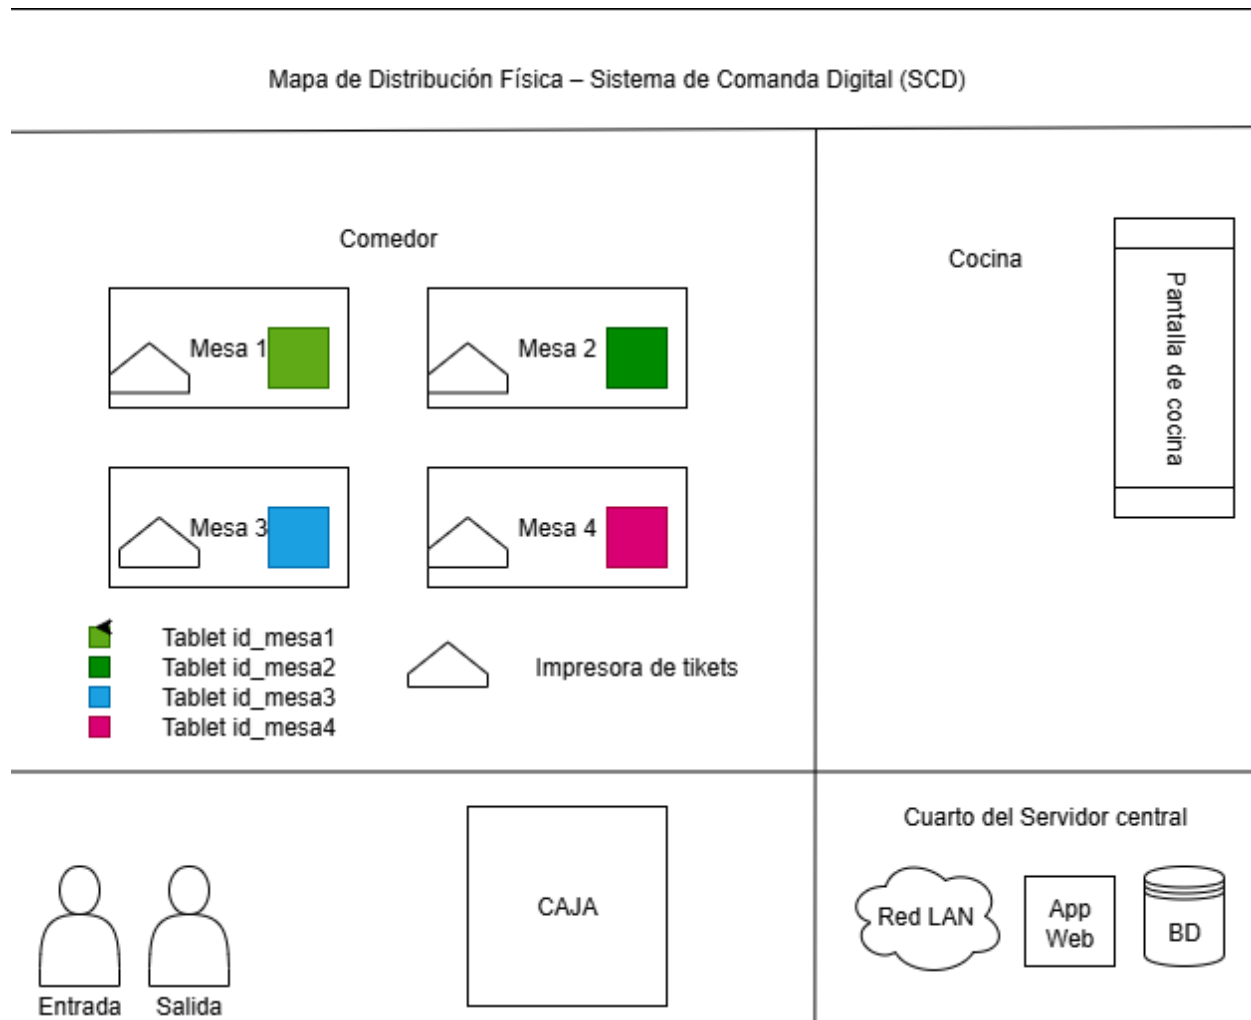 Mapa de Distribución Física – Sistema de Comanda Digital (SCD)
Comedor
Cocina
Pantalla de cocina
Mesa 1
Mesa 2
Mesa 3
Mesa 4
Tablet id_mesa1
Tablet id_mesa2
Tablet id_mesa3
Tablet id_mesa4
Impresora de tikets
Cuarto del Servidor central
CAJA
Red LAN
App
Web
BD
Entrada
Salida